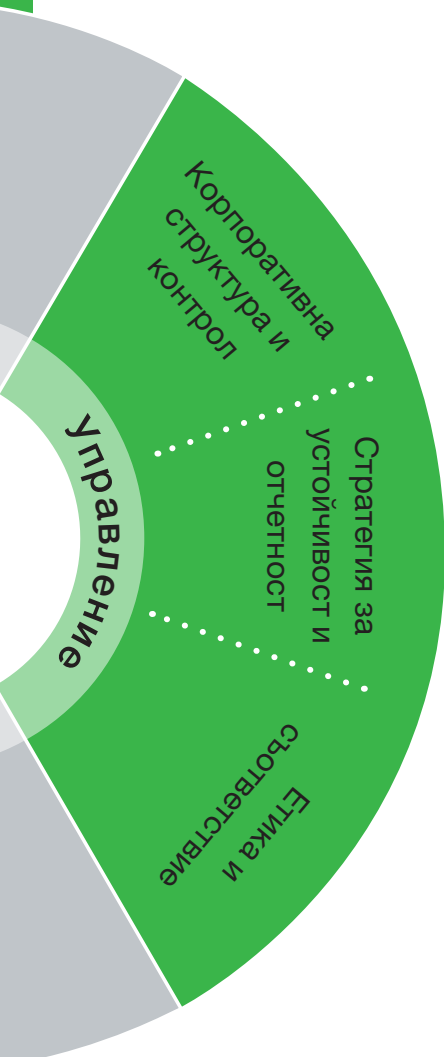 Управление
Корпоративна
структура и
контрол
Стратегия за
устойчивост и
отчетност
Етика и
съответствие